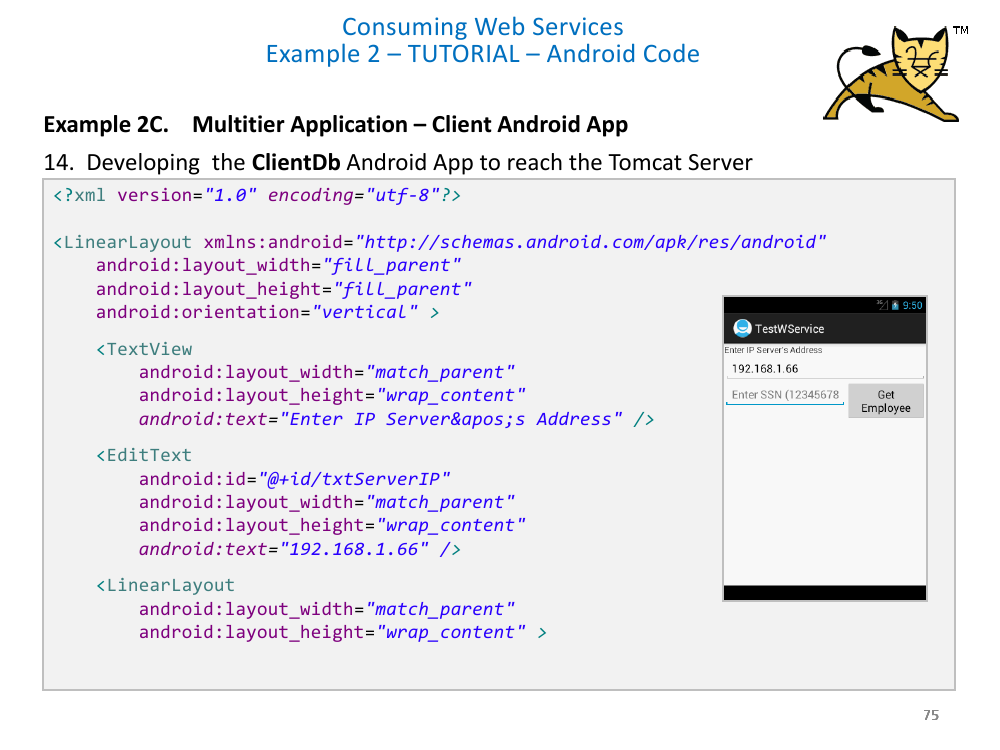 Consuming Web Services
Example 2 – TUTORIAL – Android Code
TM
Example 2C. Multitier Application – Client Android App
14. Developing the ClientDb Android App to reach the Tomcat Server
<?xml version="1.0" encoding="utf-8"?>
<LinearLayout xmlns:android="http://schemas.android.com/apk/res/android"
    android:layout_width="fill_parent"
    android:layout_height="fill_parent"
    android:orientation="vertical" >
    <TextView
        android:layout_width="match_parent"
        android:layout_height="wrap_content"
        android:text="Enter IP Server&apos;s Address" />
    <EditText
        android:id="@+id/txtServerIP"
        android:layout_width="match_parent"
        android:layout_height="wrap_content"
        android:text="192.168.1.66" />
    <LinearLayout
        android:layout_width="match_parent"
        android:layout_height="wrap_content" >
3G 9:50
TestWService
Enter IP Server's Address
192.168.1.66
Enter SSN (12345678
Get
Employee
75